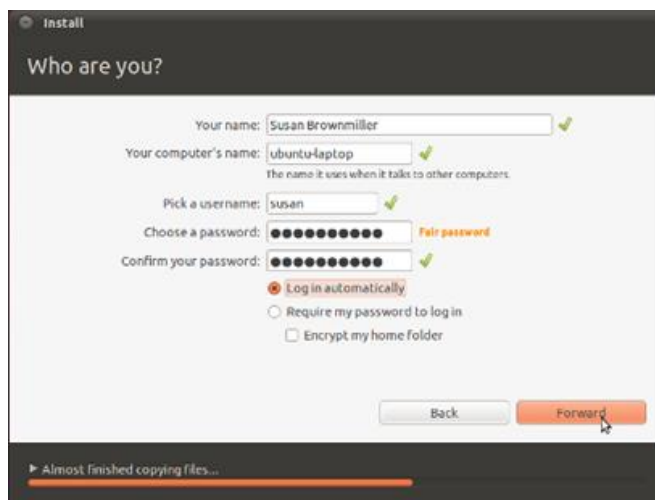 Install
Who are you?
Your name: Susan Brownmiller
Your computer's name: ubuntu-laptop
The name it uses when it talks to other computers.
Pick a username: susan
Choose a password: ●●●●●●●●●● Fair password
Confirm your password: ●●●●●●●●●●
Log in automatically
Require my password to log in
Encrypt my home folder
Back Forward
Almost finished copying files...